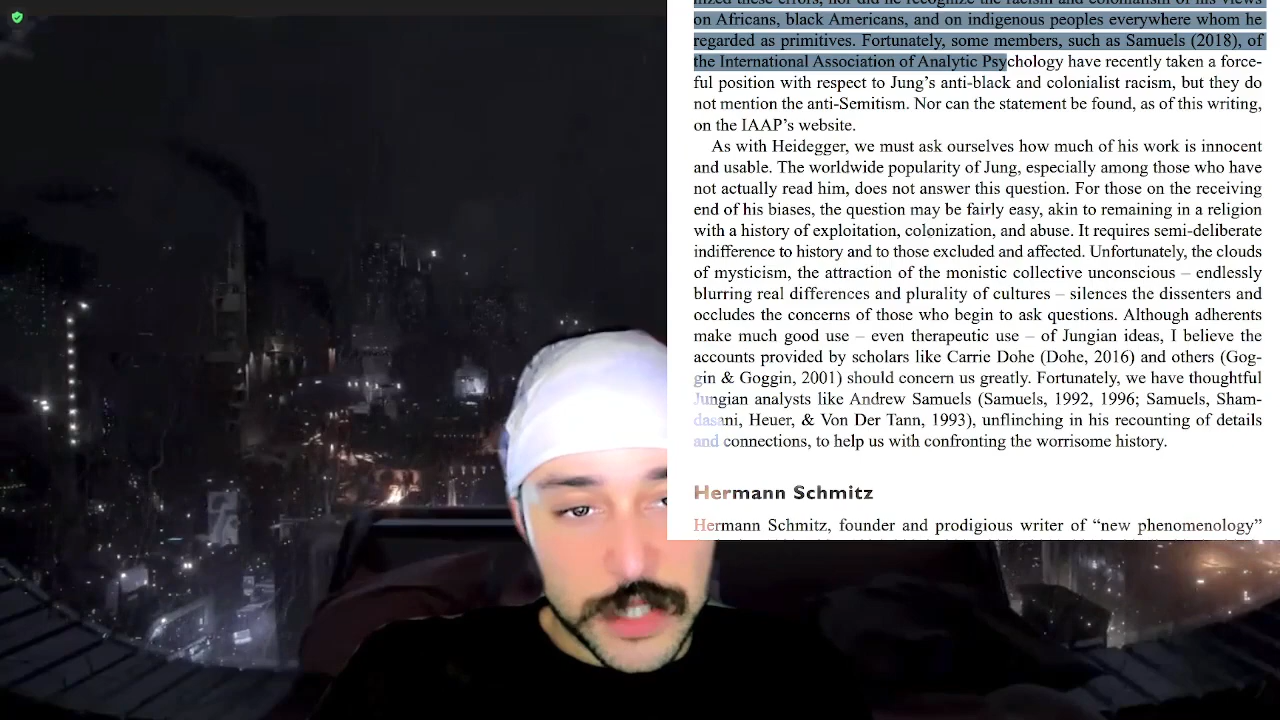 on Africans, black Americans, and on indigenous peoples everywhere whom he
regarded as primitives. Fortunately, some members, such as Samuels (2018), of
the International Association of Analytic Psychology have recently taken a force-
ful position with respect to Jung’s anti-black and colonialist racism, but they do
not mention the anti-Semitism. Nor can the statement be found, as of this writing,
on the IAAP’s website.
As with Heidegger, we must ask ourselves how much of his work is innocent
and usable. The worldwide popularity of Jung, especially among those who have
not actually read him, does not answer this question. For those on the receiving
end of his biases, the question may be fairly easy, akin to remaining in a religion
with a history of exploitation, colonization, and abuse. It requires semi-deliberate
indifference to history and to those excluded and affected. Unfortunately, the clouds
of mysticism, the attraction of the monistic collective unconscious – endlessly
blurring real differences and plurality of cultures – silences the dissenters and
occludes the concerns of those who begin to ask questions. Although adherents
make much good use – even therapeutic use – of Jungian ideas, I believe the
accounts provided by scholars like Carrie Dohe (Dohe, 2016) and others (Gog-
gin & Goggin, 2001) should concern us greatly. Fortunately, we have thoughtful
Jungian analysts like Andrew Samuels (Samuels, 1992, 1996; Samuels, Sham-
dasani, Heuer, & Von Der Tann, 1993), unflinching in his recounting of details
and connections, to help us with confronting the worrisome history.
Hermann Schmitz
Hermann Schmitz, founder and prodigious writer of “new phenomenology”